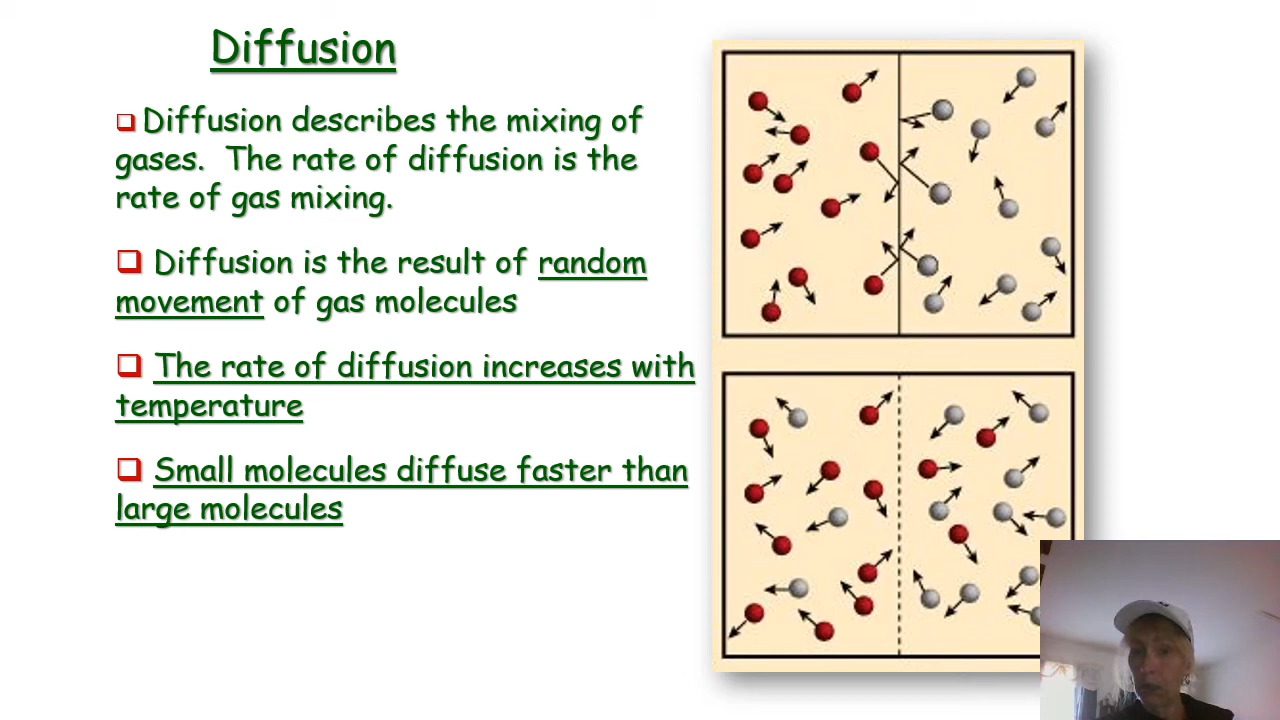 Diffusion
Diffusion describes the mixing of
gases.  The rate of diffusion is the
rate of gas mixing.
Diffusion is the result of random
movement of gas molecules
The rate of diffusion increases with
temperature
Small molecules diffuse faster than
large molecules